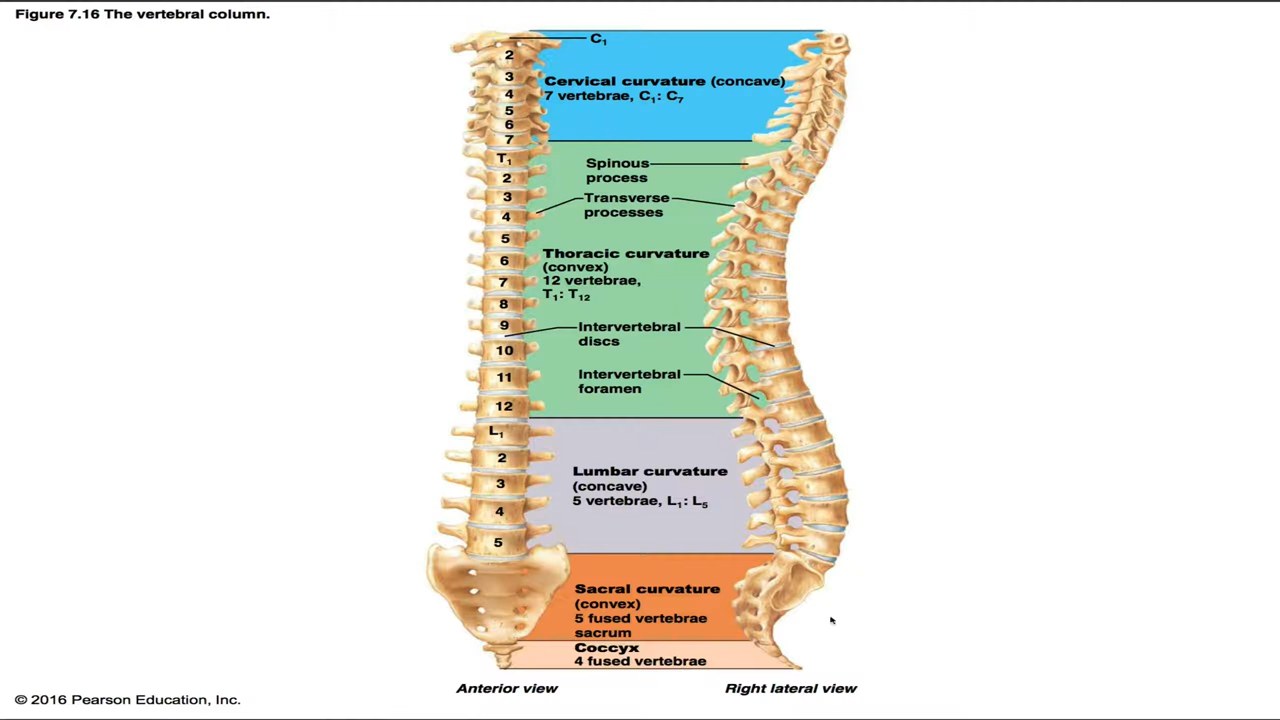 Figure 7.16 The vertebral column.
C₁
2
3
4
5
6
7
T₁
2
3
4
5
6
7
8
9
10
11
12
L₁
2
3
4
5
Cervical curvature (concave)
7 vertebrae, C₁: C₇
Spinous
process
Transverse
processes
Thoracic curvature
(convex)
12 vertebrae,
T₁: T₁₂
Intervertebral
discs
Intervertebral
foramen
Lumbar curvature
(concave)
5 vertebrae, L₁: L₅
Sacral curvature
(convex)
5 fused vertebrae
sacrum
Coccyx
4 fused vertebrae
Anterior view
Right lateral view
© 2016 Pearson Education, Inc.